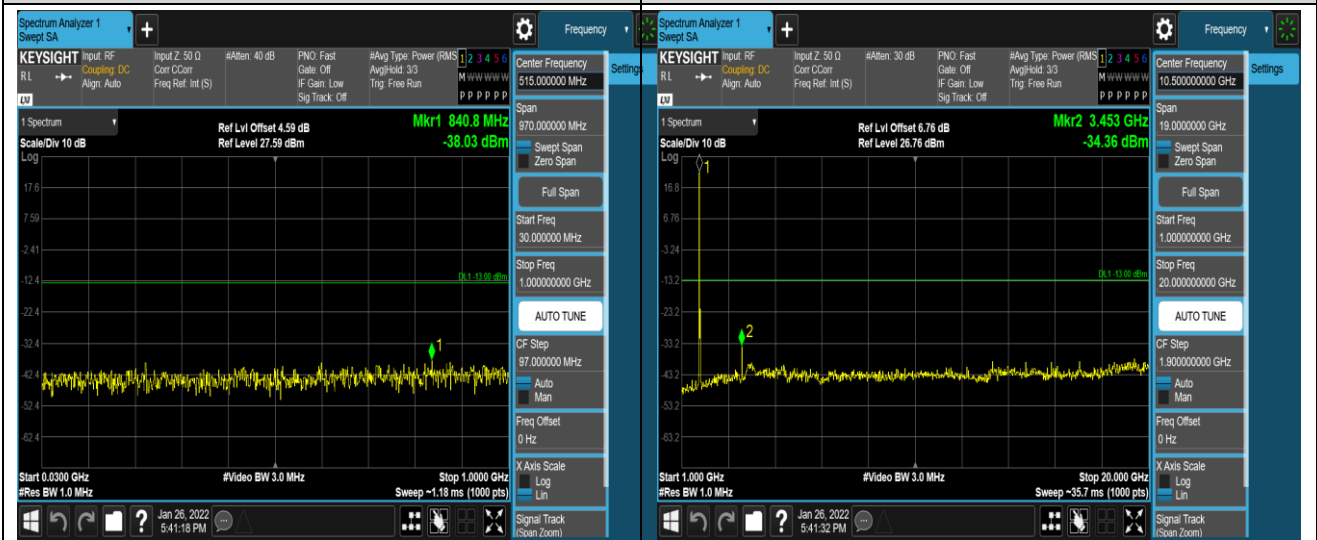 Spectrum Analyzer 1
Swept SA
+
Frequency
KEYSIGHT
Input: RF
Input Z: 50 Ω
#Atten: 40 dB
PNO: Fast
#Avg Type: Power (RMS
1 2 3 4 5 6
R L
Coupling: DC
Corr CCorr
Gate: Off
Avg|Hold: 3/3
M W W W W W
Align: Auto
Freq Ref: Int (S)
IF Gain: Low
Trig: Free Run
Sig Track: Off
P P P P P P
LXI
Settings
1 Spectrum
Ref Lvl Offset 4.59 dB
Mkr1 840.8 MHz
Scale/Div 10 dB
Ref Level 27.59 dBm
-38.03 dBm
Log
17.6
7.59
-2.41
-12.4
DL1 -13.00 dBm
-22.4
-32.4
1
-42.4
-52.4
-62.4
Start 0.0300 GHz
#Video BW 3.0 MHz
Stop 1.0000 GHz
#Res BW 1.0 MHz
Sweep ~1.18 ms (1000 pts)
Center Frequency
515.000000 MHz
Span
970.000000 MHz
Swept Span
Zero Span
Full Span
Start Freq
30.000000 MHz
Stop Freq
1.000000000 GHz
AUTO TUNE
CF Step
97.000000 MHz
Auto
Man
Freq Offset
0 Hz
X Axis Scale
Log
Lin
Signal Track
(Span Zoom)
?
Jan 26, 2022
5:41:18 PM
Spectrum Analyzer 1
Swept SA
+
Frequency
KEYSIGHT
Input: RF
Input Z: 50 Ω
#Atten: 30 dB
PNO: Fast
#Avg Type: Power (RMS
1 2 3 4 5 6
R L
Coupling: DC
Corr CCorr
Gate: Off
Avg|Hold: 3/3
M W W W W W
Align: Auto
Freq Ref: Int (S)
IF Gain: Low
Trig: Free Run
Sig Track: Off
P P P P P P
LXI
Settings
1 Spectrum
Ref Lvl Offset 6.76 dB
Mkr2 3.453 GHz
Scale/Div 10 dB
Ref Level 26.76 dBm
-34.36 dBm
Log
1
16.8
6.76
-3.24
-13.2
DL1 -13.00 dBm
-23.2
-33.2
2
-43.2
-53.2
-63.2
Start 1.000 GHz
#Video BW 3.0 MHz
Stop 20.000 GHz
#Res BW 1.0 MHz
Sweep ~35.7 ms (1000 pts)
Center Frequency
10.500000000 GHz
Span
19.0000000 GHz
Swept Span
Zero Span
Full Span
Start Freq
1.000000000 GHz
Stop Freq
20.000000000 GHz
AUTO TUNE
CF Step
1.900000000 GHz
Auto
Man
Freq Offset
0 Hz
X Axis Scale
Log
Lin
Signal Track
(Span Zoom)
?
Jan 26, 2022
5:41:32 PM